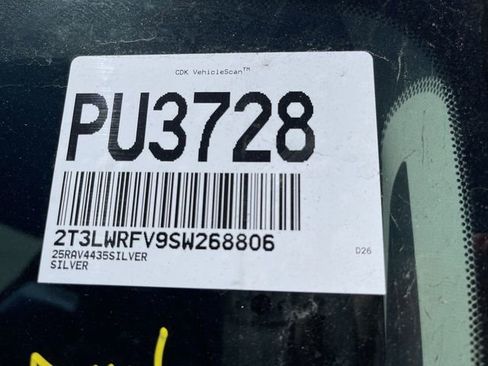 CDK VehicleScan™
PU3728
2T3LWRFV9SW268806
25RAV4435SILVER D26
SILVER